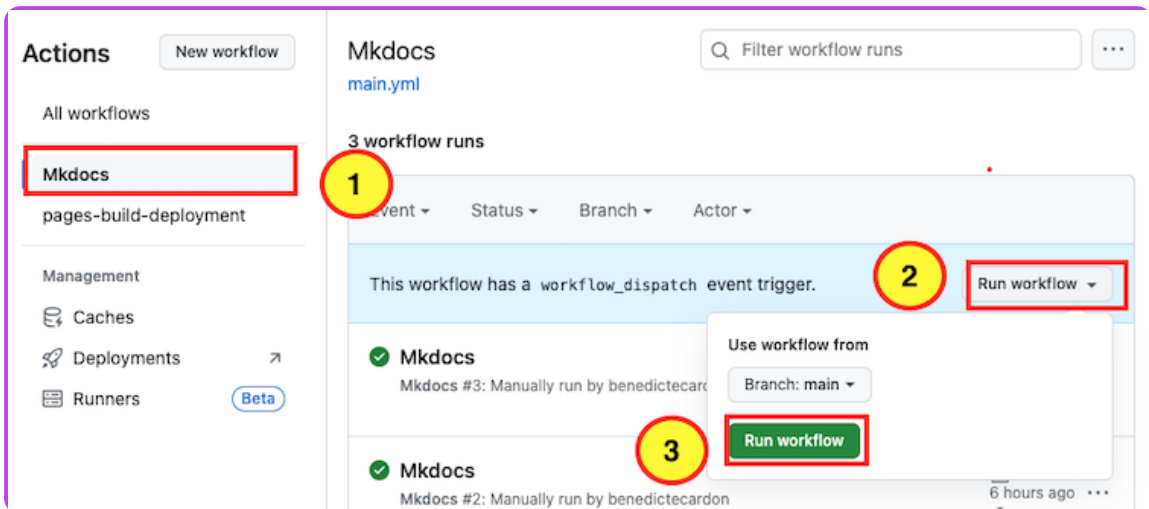 Actions
New workflow
All workflows
Mkdocs
pages-build-deployment
Management
Caches
Deployments
Runners
Beta
Mkdocs
Filter workflow runs
main.yml
3 workflow runs
1
Status
Branch
Actor
This workflow has a workflow_dispatch event trigger.
2
Run workflow
Use workflow from
Branch: main
3
Run workflow
Mkdocs
Mkdocs #3: Manually run by
Mkdocs
Mkdocs #2: Manually run by benedictecardon
6 hours ago